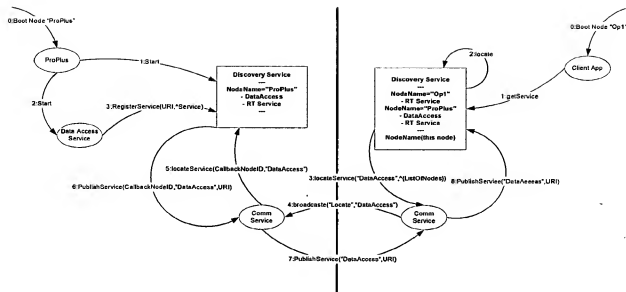 0:Boot Node "ProPlus"
ProPlus
1:Start
2:Start
3:RegisterService(URI,*Service)
Data Access
Service
Discovery Service
---
NodeName="ProPlus"
- DataAccess
- RT Service
---
5:locateService(CallbackNodeID,"DataAccess")
6:PublishService(CallbackNodeID,"DataAccess",URI)
Comm
Service
4:broadcaste("Locate","DataAccess")
7:PublishService("DataAccess",URI)
0:Boot Node "Op1"
Client App
2:locate
1:getService
Discovery Service
---
NodeName="Op1"
- RT Service
NodeName="ProPlus"
- DataAccess
- RT Service
---
NodeName(this node)
3:locateService("DataAccess",*{ListOfNodes})
8:PublishService("DataAccess",URI)
Comm
Service